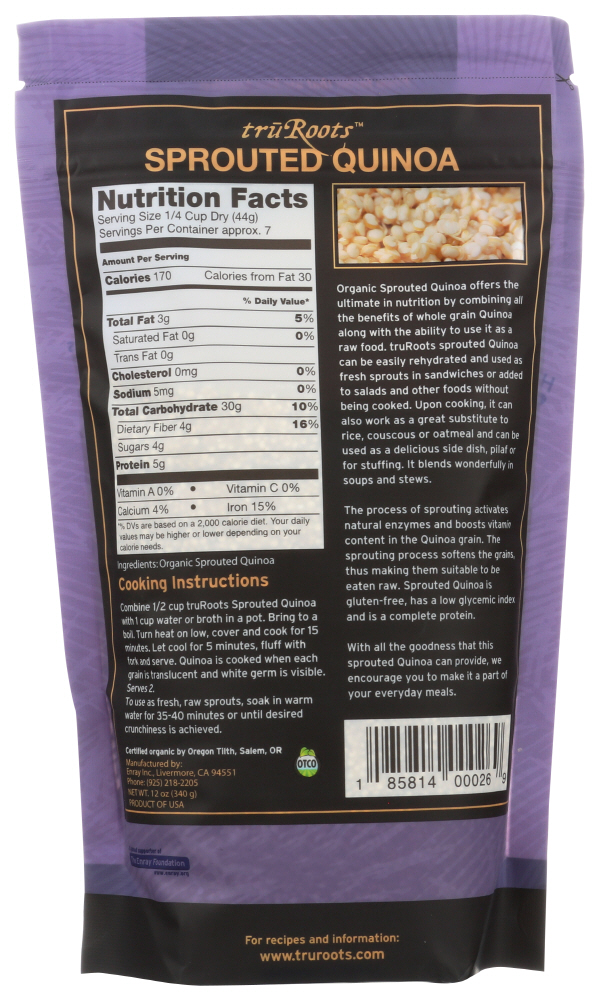 trūRoots™
SPROUTED QUINOA
Nutrition Facts
Serving Size 1/4 Cup Dry (44g)
Servings Per Container approx. 7
Amount Per Serving
Calories 170 Calories from Fat 30
% Daily Value*
Total Fat 3g 5%
Saturated Fat 0g 0%
Trans Fat 0g
Cholesterol 0mg 0%
Sodium 5mg 0%
Total Carbohydrate 30g 10%
Dietary Fiber 4g 16%
Sugars 4g
Protein 5g
Vitamin A 0% • Vitamin C 0%
Calcium 4% • Iron 15%
*% DVs are based on a 2,000 calorie diet. Your daily
values may be higher or lower depending on your
calorie needs.
Ingredients: Organic Sprouted Quinoa
Cooking Instructions
Combine 1/2 cup truRoots Sprouted Quinoa
with 1 cup water or broth in a pot. Bring to a
boil. Turn heat on low, cover and cook for 15
minutes. Let cool for 5 minutes, fluff with
fork and serve. Quinoa is cooked when each
grain is translucent and white germ is visible.
Serves 2.
To use as fresh, raw sprouts, soak in warm
water for 35-40 minutes or until desired
crunchiness is achieved.
Certified organic by Oregon Tilth, Salem, OR
Manufactured by:
Enray Inc., Livermore, CA 94551
Phone: (925) 218-2205
NET WT. 12 oz (340 g)
PRODUCT OF USA
OTCO
Organic Sprouted Quinoa offers the
ultimate in nutrition by combining all
the benefits of whole grain Quinoa
along with the ability to use it as a
raw food. truRoots sprouted Quinoa
can be easily rehydrated and used as
fresh sprouts in sandwiches or added
to salads and other foods without
being cooked. Upon cooking, it can
also work as a great substitute to
rice, couscous or oatmeal and can be
used as a delicious side dish, pilaf or
for stuffing. It blends wonderfully in
soups and stews.
The process of sprouting activates
natural enzymes and boosts vitamin
content in the Quinoa grain. The
sprouting process softens the grains,
thus making them suitable to be
eaten raw. Sprouted Quinoa is
gluten-free, has a low glycemic index
and is a complete protein.
With all the goodness that this
sprouted Quinoa can provide, we
encourage you to make it a part of
your everyday meals.
1 85814 00026 9
supporter of
The Enray Foundation
www.enray.org
For recipes and information:
www.truroots.com